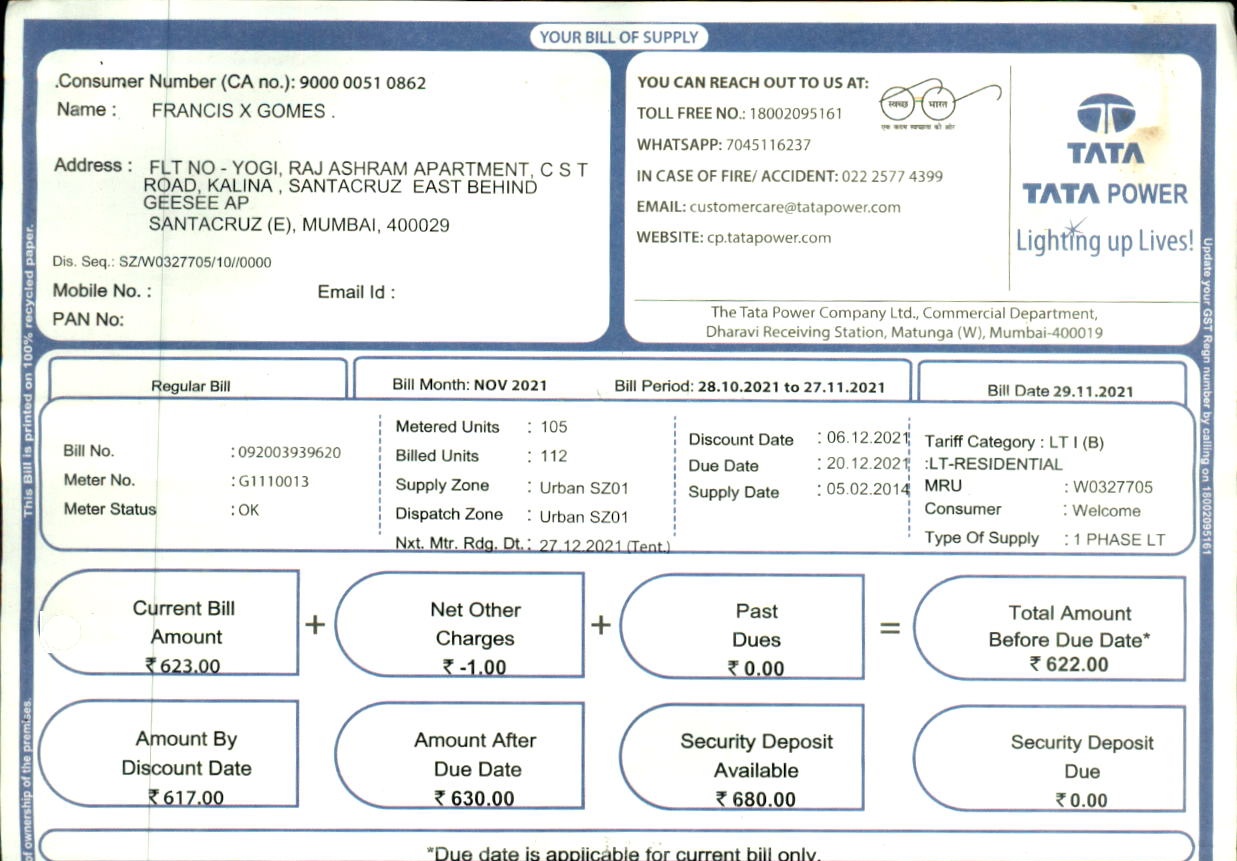 YOUR BILL OF SUPPLY
.Consumer Number (CA no.): 9000 0051 0862
Name : FRANCIS X GOMES .
Address : FLT NO - YOGI, RAJ ASHRAM APARTMENT, C S T
ROAD, KALINA , SANTACRUZ EAST BEHIND
GEESEE AP
SANTACRUZ (E), MUMBAI, 400029
Dis. Seq.: SZ/W0327705/10//0000
Mobile No. : Email Id :
PAN No:
YOU CAN REACH OUT TO US AT:
TOLL FREE NO.: 18002095161
WHATSAPP: 7045116237
IN CASE OF FIRE/ ACCIDENT: 022 2577 4399
EMAIL: customercare@tatapower.com
WEBSITE: cp.tatapower.com
स्वच्छ भारत
एक कदम स्वच्छता की ओर
TATA
TATA POWER
Lighting up Lives!
The Tata Power Company Ltd., Commercial Department,
Dharavi Receiving Station, Matunga (W), Mumbai-400019
This Bill is printed on 100% recycled paper.
Update your GST Regn number by calling on 18002095161
Regular Bill Bill Month: NOV 2021 Bill Period: 28.10.2021 to 27.11.2021 Bill Date 29.11.2021
Bill No. : 092003939620
Meter No. : G1110013
Meter Status : OK
Metered Units : 105
Billed Units : 112
Supply Zone : Urban SZ01
Dispatch Zone : Urban SZ01
Nxt. Mtr. Rdg. Dt.: 27.12.2021 (Tent.)
Discount Date : 06.12.2021
Due Date : 20.12.2021
Supply Date : 05.02.2014
Tariff Category : LT I (B)
:LT-RESIDENTIAL
MRU : W0327705
Consumer : Welcome
Type Of Supply : 1 PHASE LT
Current Bill
Amount
₹ 623.00
+
Net Other
Charges
₹ -1.00
+
Past
Dues
₹ 0.00
=
Total Amount
Before Due Date*
₹ 622.00
Amount By
Discount Date
₹ 617.00
Amount After
Due Date
₹ 630.00
Security Deposit
Available
₹ 680.00
Security Deposit
Due
₹ 0.00
of ownership of the premises.
*Due date is applicable for current bill only.